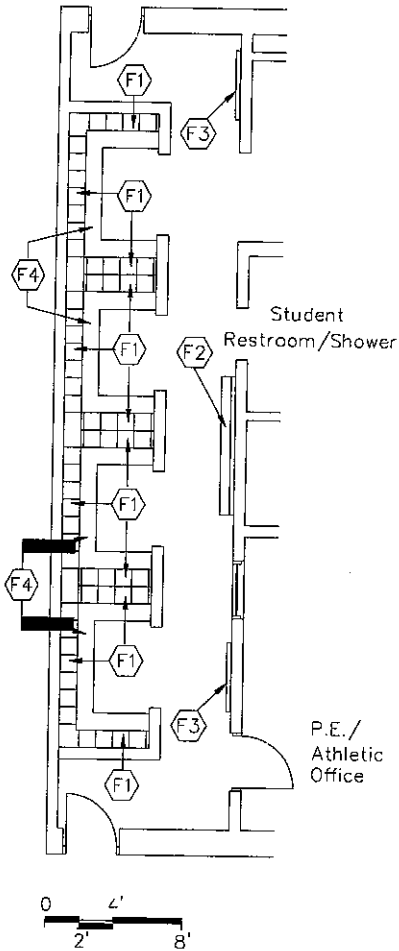 F1
F3
F1
F4
Student
Restroom/Shower
F1
F2
F1
F4
F1
F3
P.E./
Athletic
Office
F1
0 4'
2' 8'